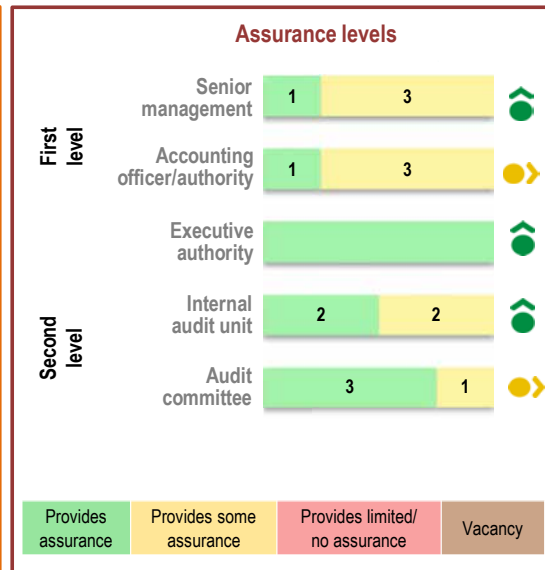 Assurance levels
First
level
Senior
management
1 3
Accounting
officer/authority
1 3
Executive
authority
Second
level
Internal
audit unit
2 2
Audit
committee
3 1
Provides
assurance
Provides some
assurance
Provides limited/
no assurance
Vacancy